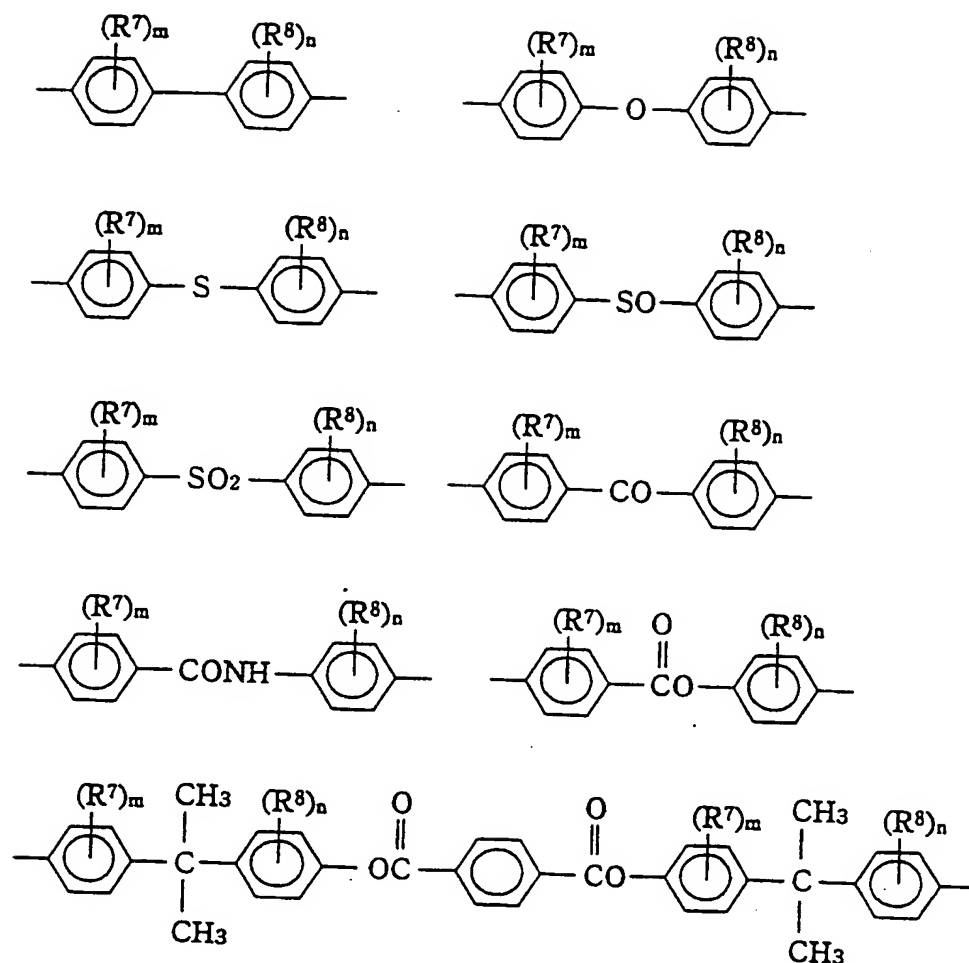 (R⁷)m (R⁸)n (R⁷)m (R⁸)n
O
(R⁷)m (R⁸)n (R⁷)m (R⁸)n
S SO
(R⁷)m (R⁸)n (R⁷)m (R⁸)n
SO₂ CO
(R⁷)m (R⁸)n (R⁷)m O (R⁸)n
CONH CO
(R⁷)m CH₃ (R⁸)n O O (R⁷)m CH₃ (R⁸)n
C OC CO C
CH₃ CH₃